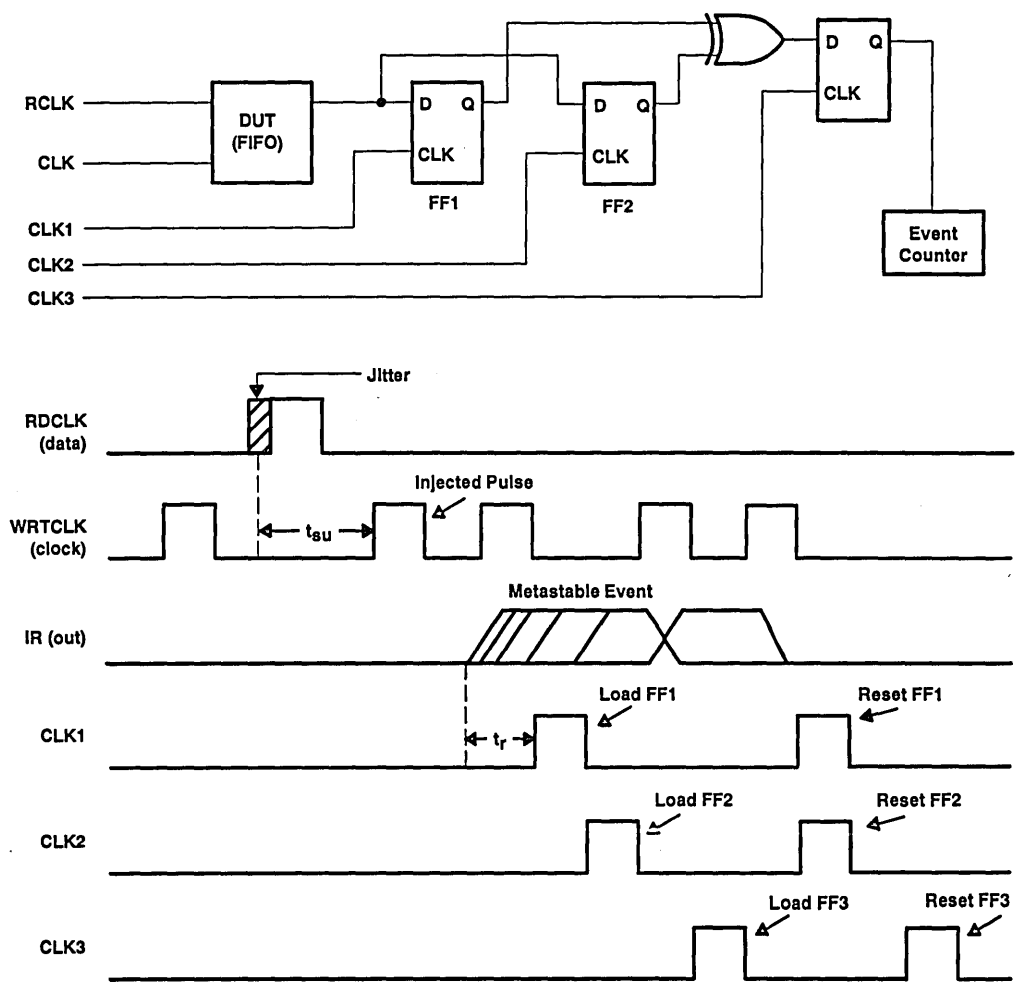 D Q
RCLK
DUT
(FIFO)
D Q
D Q
CLK
CLK
CLK
CLK
FF1
FF2
CLK1
CLK2
CLK3
Event
Counter
Jitter
RDCLK
(data)
Injected Pulse
WRTCLK
(clock)
tsu
Metastable Event
IR (out)
Load FF1
Reset FF1
CLK1
tr
Load FF2
Reset FF2
CLK2
Load FF3
Reset FF3
CLK3